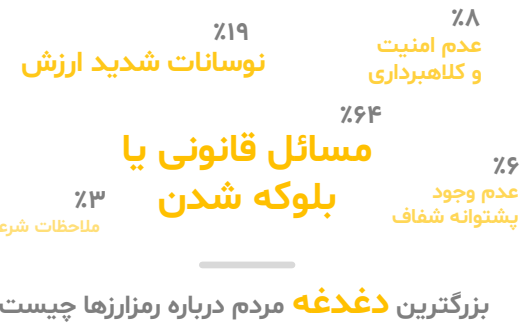 ٪۸
عدم امنیت
و کلاهبرداری
٪۱۹
نوسانات شدید ارزش
٪۶۴
مسائل قانونی یا
بلوکه شدن
٪۶
عدم وجود
پشتوانه شفاف
٪۳
ملاحظات شرع
بزرگترین دغدغه مردم درباره رمزارزها چیست